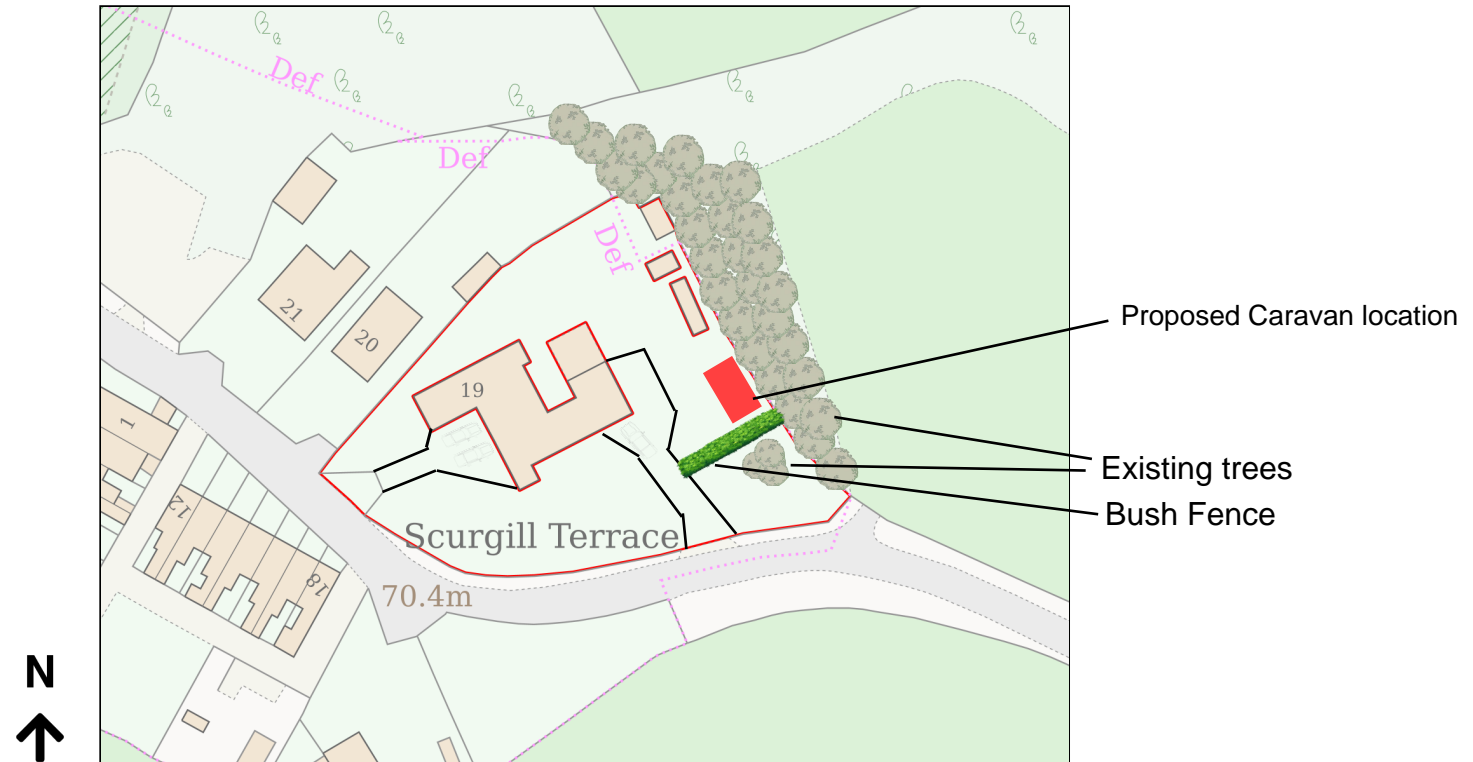 Def
Def
Def
21
20
19
Proposed Caravan location
1
12
Existing trees
Bush Fence
Scurgill Terrace
18
70.4m
N